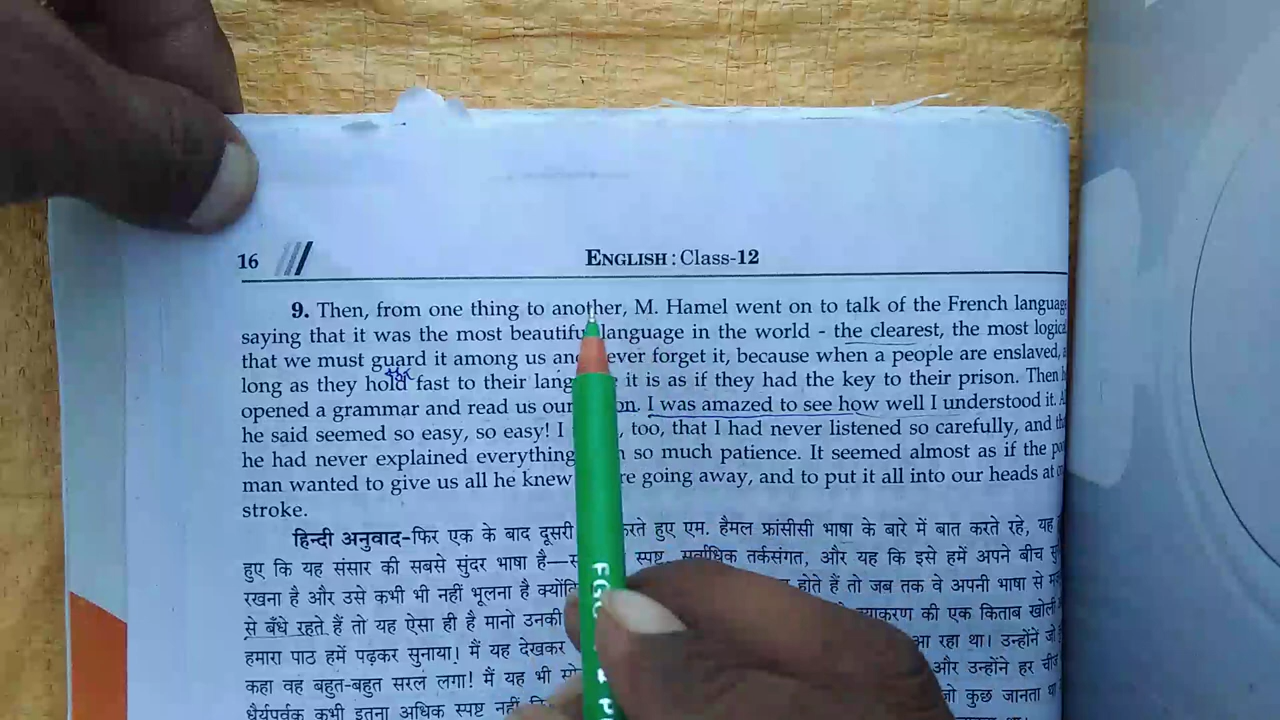 16
ENGLISH : Class-12
9. Then, from one thing to another, M. Hamel went on to talk of the French language
saying that it was the most beautiful language in the world - the clearest, the most logica
that we must guard it among us and never forget it, because when a people are enslaved,
long as they hold fast to their lang it is as if they had the key to their prison. Then
opened a grammar and read us our on. I was amazed to see how well I understood it.
he said seemed so easy, so easy! I , too, that I had never listened so carefully, and
he had never explained everything so much patience. It seemed almost as if the
man wanted to give us all he knew re going away, and to put it all into our heads at
stroke.
हिन्दी अनुवाद-फिर एक के बाद दूसरी करते हुए एम. हैमल फ्रांसीसी भाषा के बारे में बात करते रहे, यह
हुए कि यह संसार की सबसे सुंदर भाषा है— स्पष्ट, सर्वाधिक तर्कसंगत, और यह कि इसे हमें अपने बीच
रखना है और उसे कभी भी नहीं भूलना है होते हैं तो जब तक वे अपनी भाषा से
से बँधे रहते हैं तो यह ऐसा ही है मानो उनकी की एक किताब खोली
हमारा पाठ हमें पढ़कर सुनाया! मैं यह देखकर आ रहा था। उन्होंने जो
कहा वह बहुत-बहुत सरल लगा! मैं यह भी और उन्होंने हर
धैर्यपूर्वक कभी इतना अधिक स्पष्ट नहीं कुछ जानता था
FGC